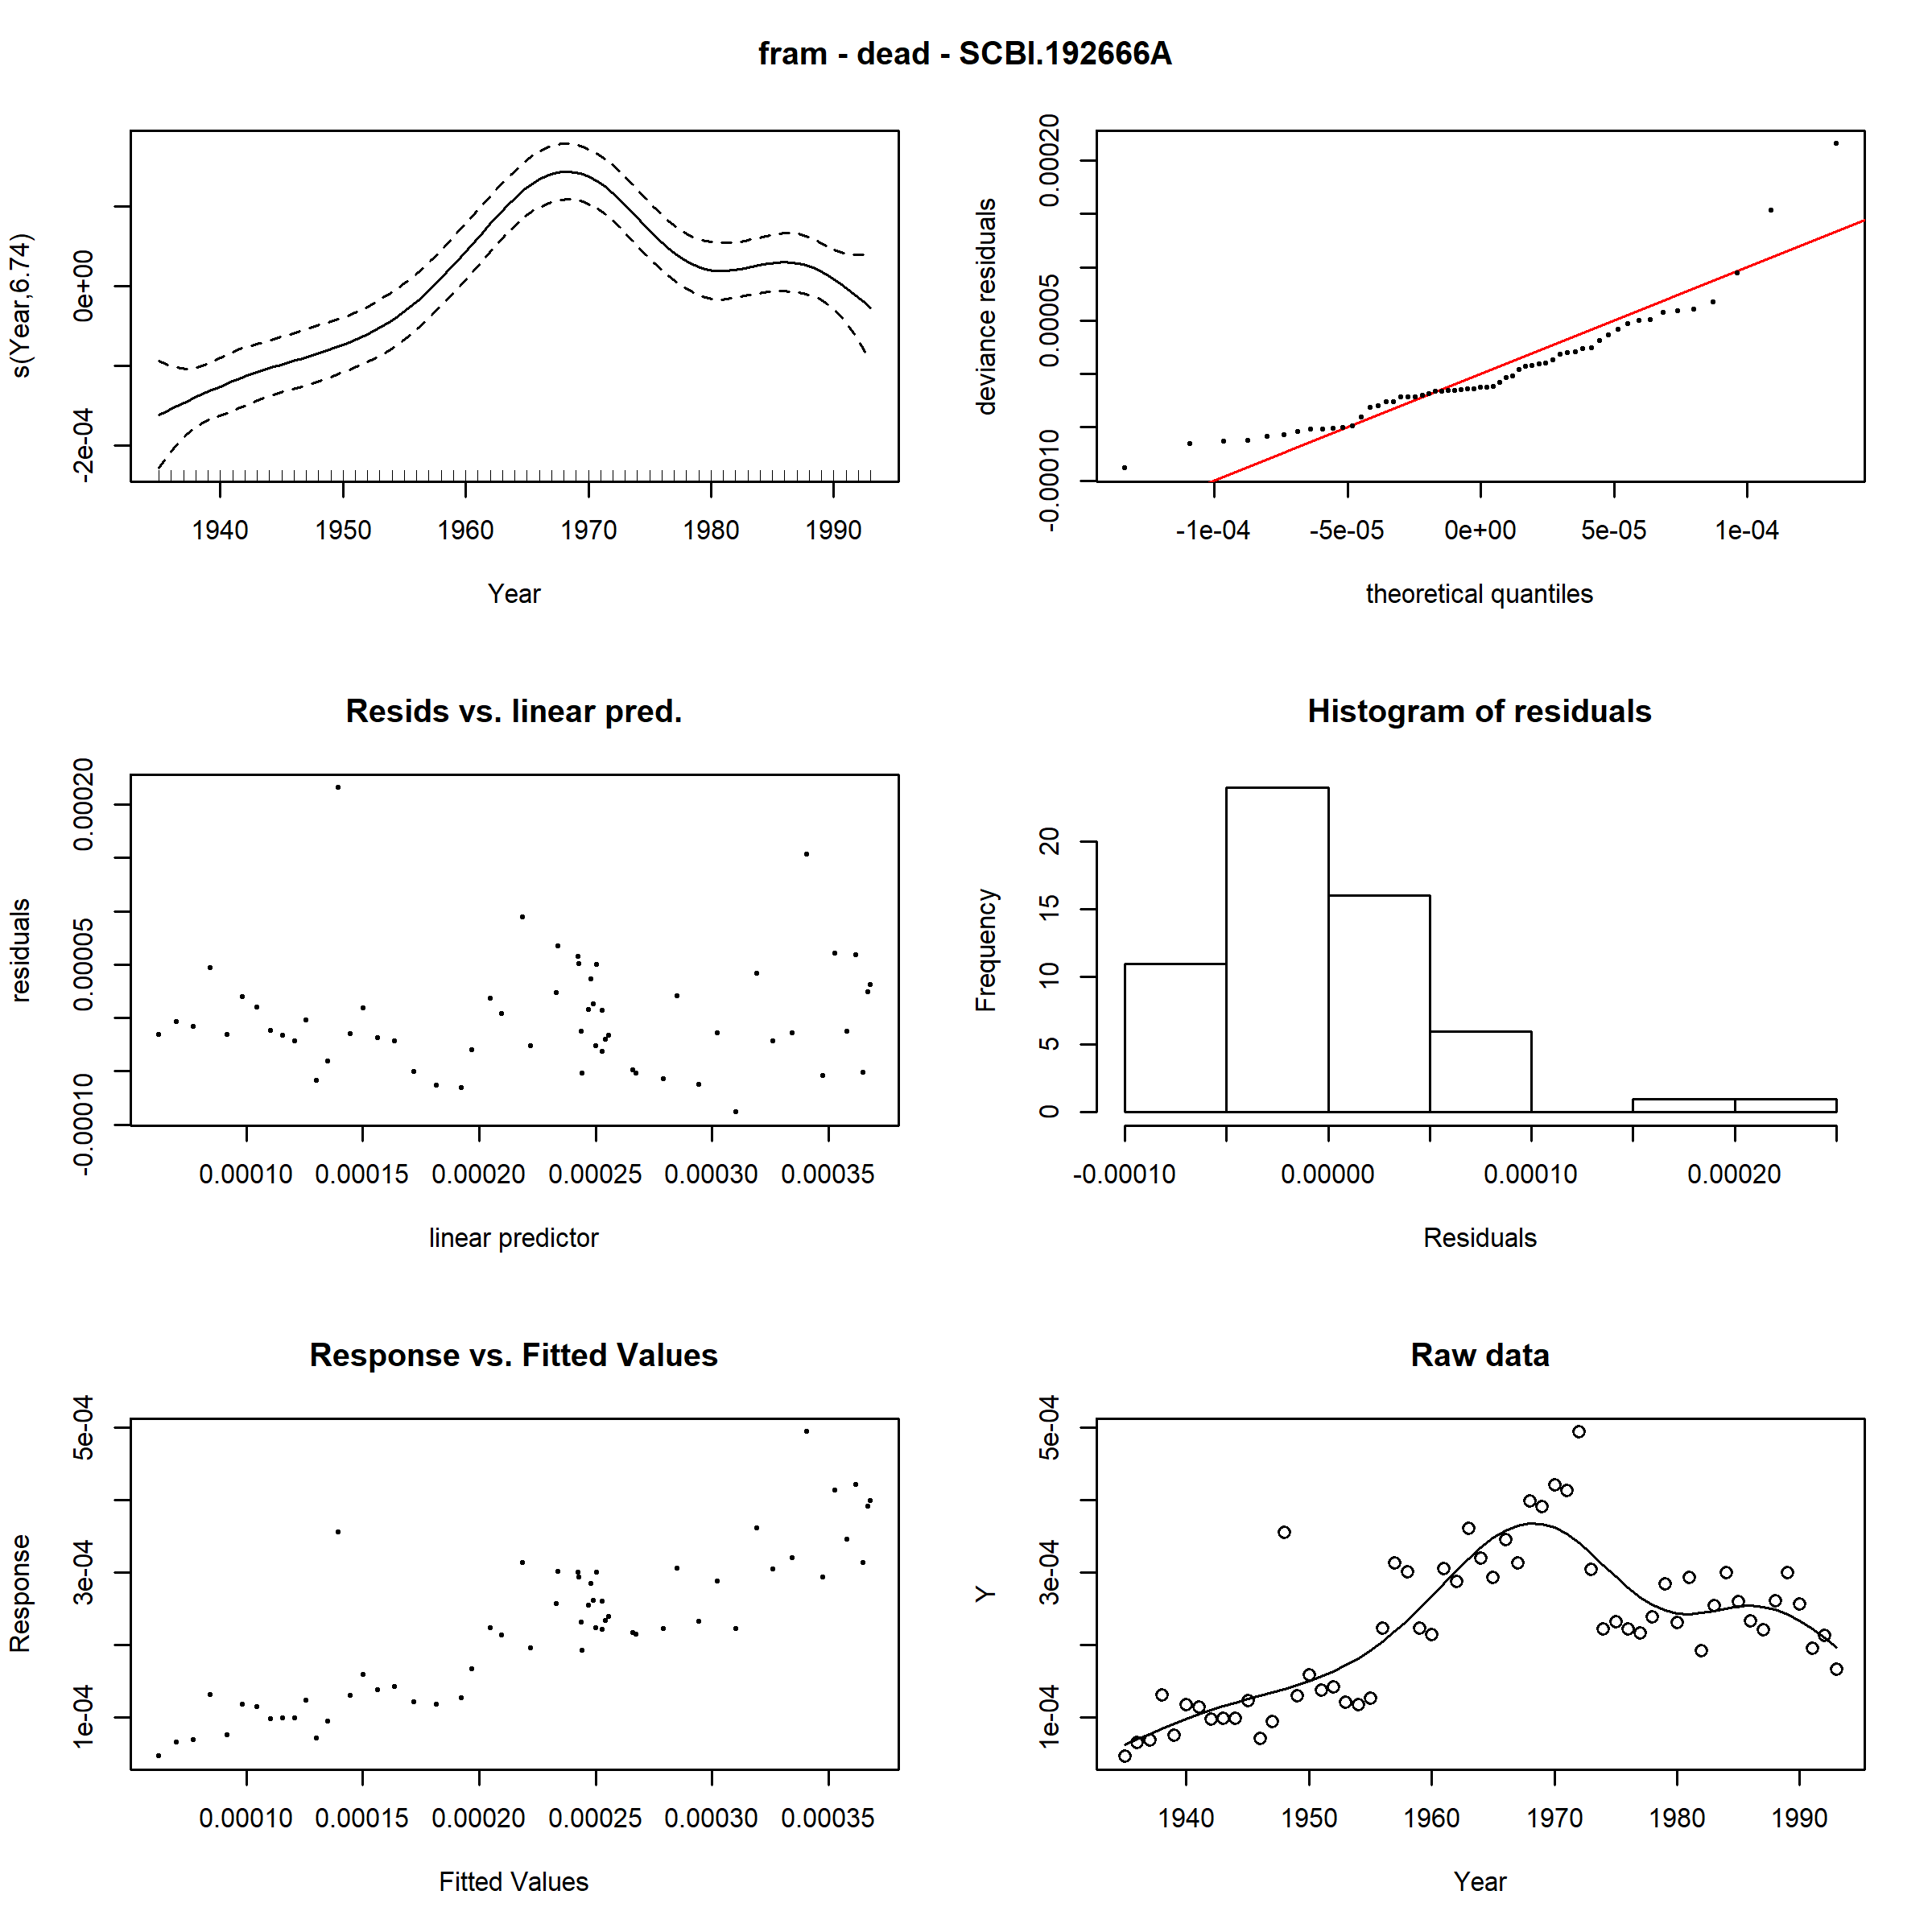 fram - dead - SCBI.192666A
s(Year,6.74)
-2e-04
0e+00
1940
1950
1960
1970
1980
1990
Year
deviance residuals
-0.00010
0.00005
0.00020
-1e-04
-5e-05
0e+00
5e-05
1e-04
theoretical quantiles
Resids vs. linear pred.
residuals
-0.00010
0.00005
0.00020
0.00010
0.00015
0.00020
0.00025
0.00030
0.00035
linear predictor
Histogram of residuals
Frequency
0
5
10
15
20
-0.00010
0.00000
0.00010
0.00020
Residuals
Response vs. Fitted Values
Response
1e-04
3e-04
5e-04
0.00010
0.00015
0.00020
0.00025
0.00030
0.00035
Fitted Values
Raw data
Y
1e-04
3e-04
5e-04
1940
1950
1960
1970
1980
1990
Year